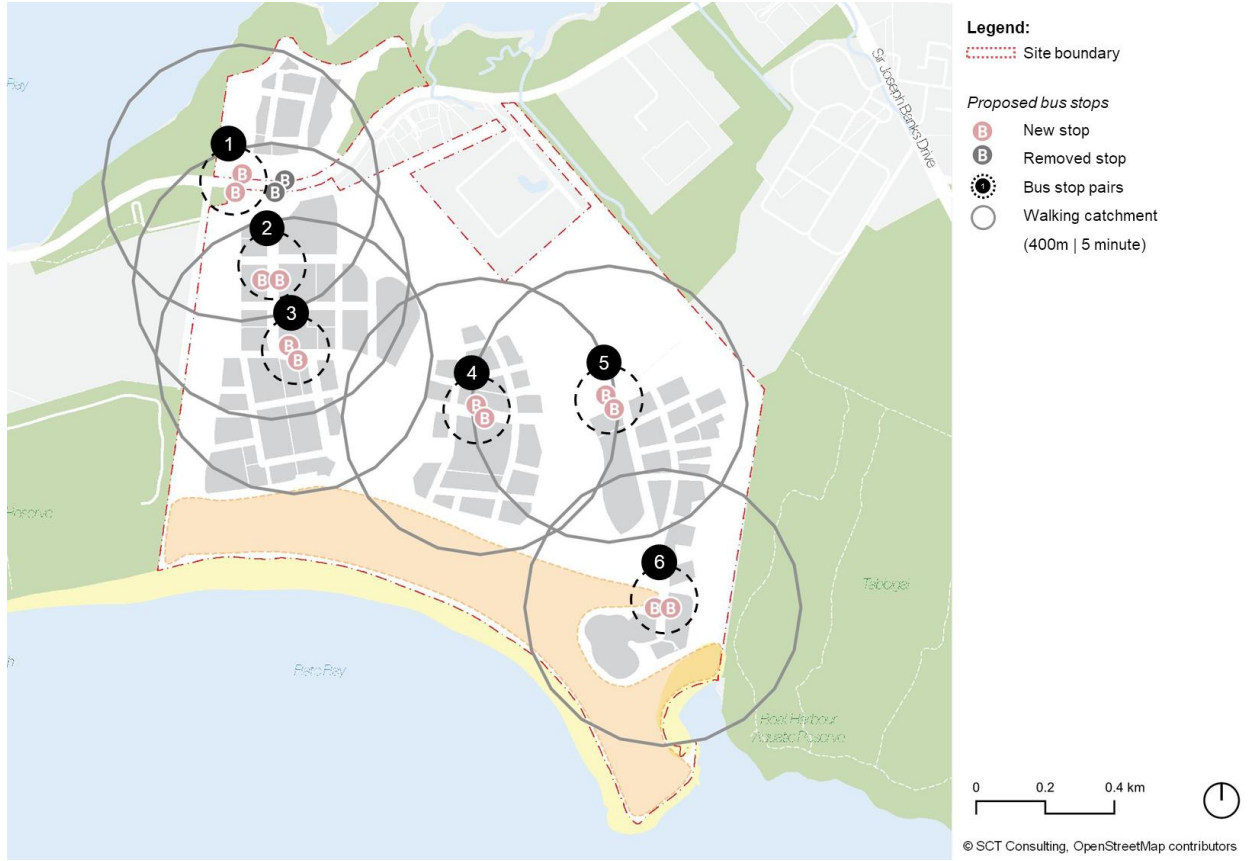 Bay
Sir Joseph Banks Drive
1
B
B
B
B
2
B
B
3
B
B
4
B
B
5
B
B
6
B
B
Reserve
Bate Bay
Boat Harbour
Aquatic Reserve
Legend:
Site boundary
Proposed bus stops
B New stop
B Removed stop
1 Bus stop pairs
Walking catchment
(400m | 5 minute)
0 0.2 0.4 km
© SCT Consulting, OpenStreetMap contributors